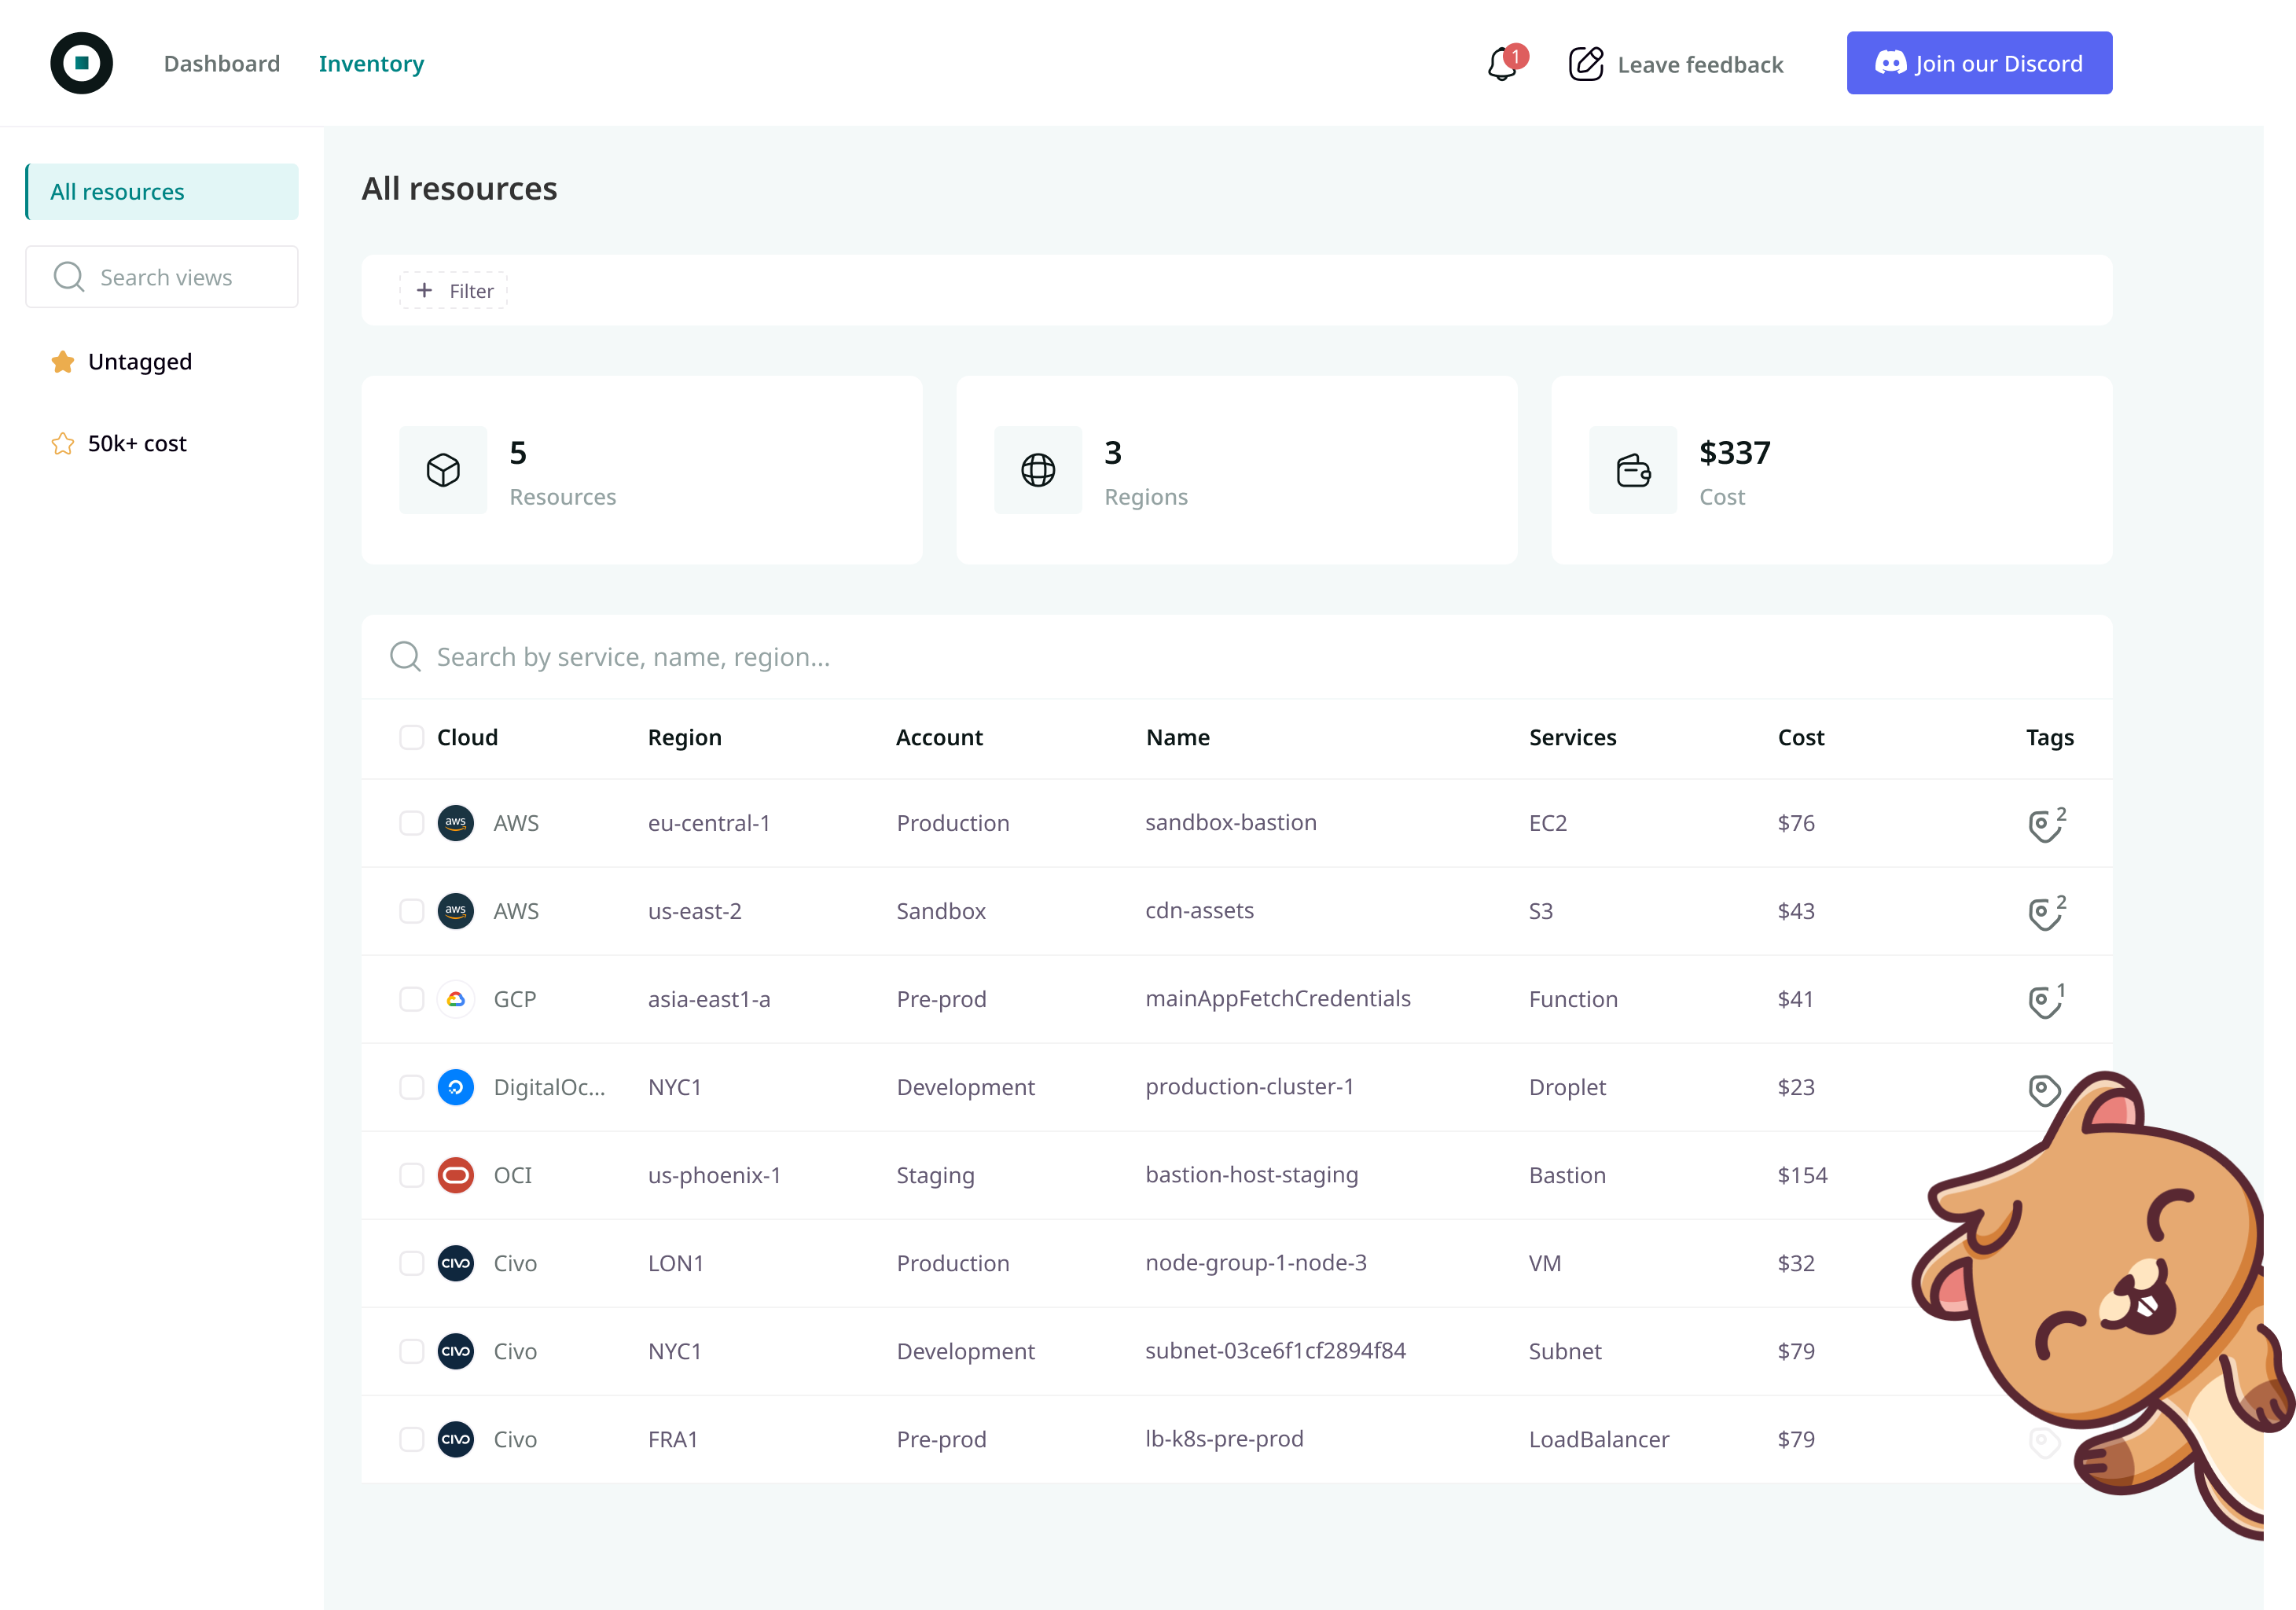 Dashboard Inventory 1 Leave feedback Join our Discord
All resources
Search views
Untagged
50k+ cost
All resources
+ Filter
5
Resources
3
Regions
$337
Cost
Search by service, name, region...
Cloud Region Account Name Services Cost Tags
aws AWS eu-central-1 Production sandbox-bastion EC2 $76 2
aws AWS us-east-2 Sandbox cdn-assets S3 $43 2
GCP asia-east1-a Pre-prod mainAppFetchCredentials Function $41 1
DigitalOc... NYC1 Development production-cluster-1 Droplet $23
OCI us-phoenix-1 Staging bastion-host-staging Bastion $154
CIVO Civo LON1 Production node-group-1-node-3 VM $32
CIVO Civo NYC1 Development subnet-03ce6f1cf2894f84 Subnet $79
CIVO Civo FRA1 Pre-prod lb-k8s-pre-prod LoadBalancer $79